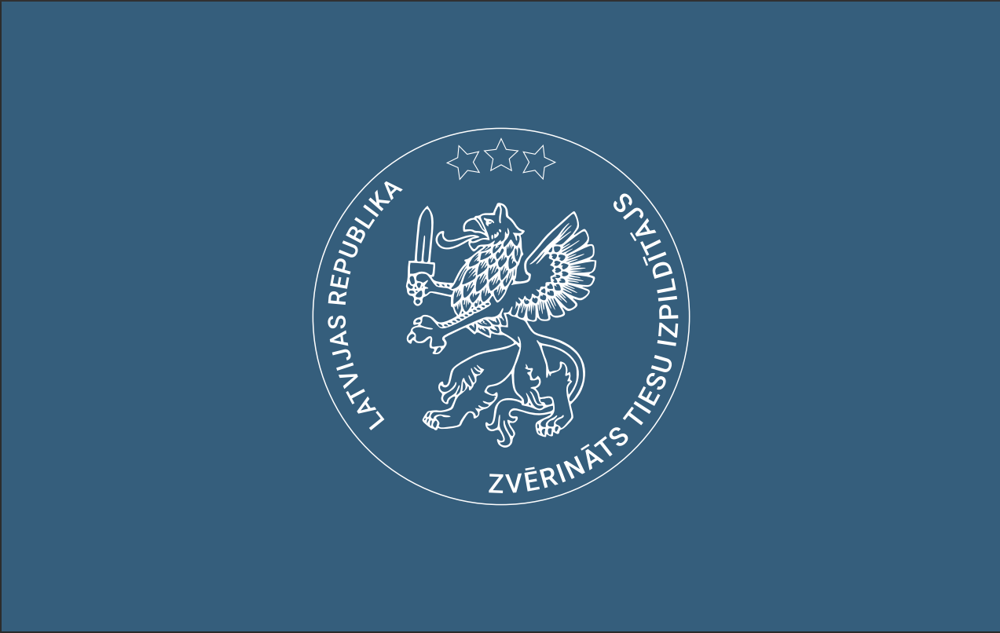 LATVIJAS REPUBLIKA
ZVĒRINĀTS TIESU IZPILDĪTĀJS